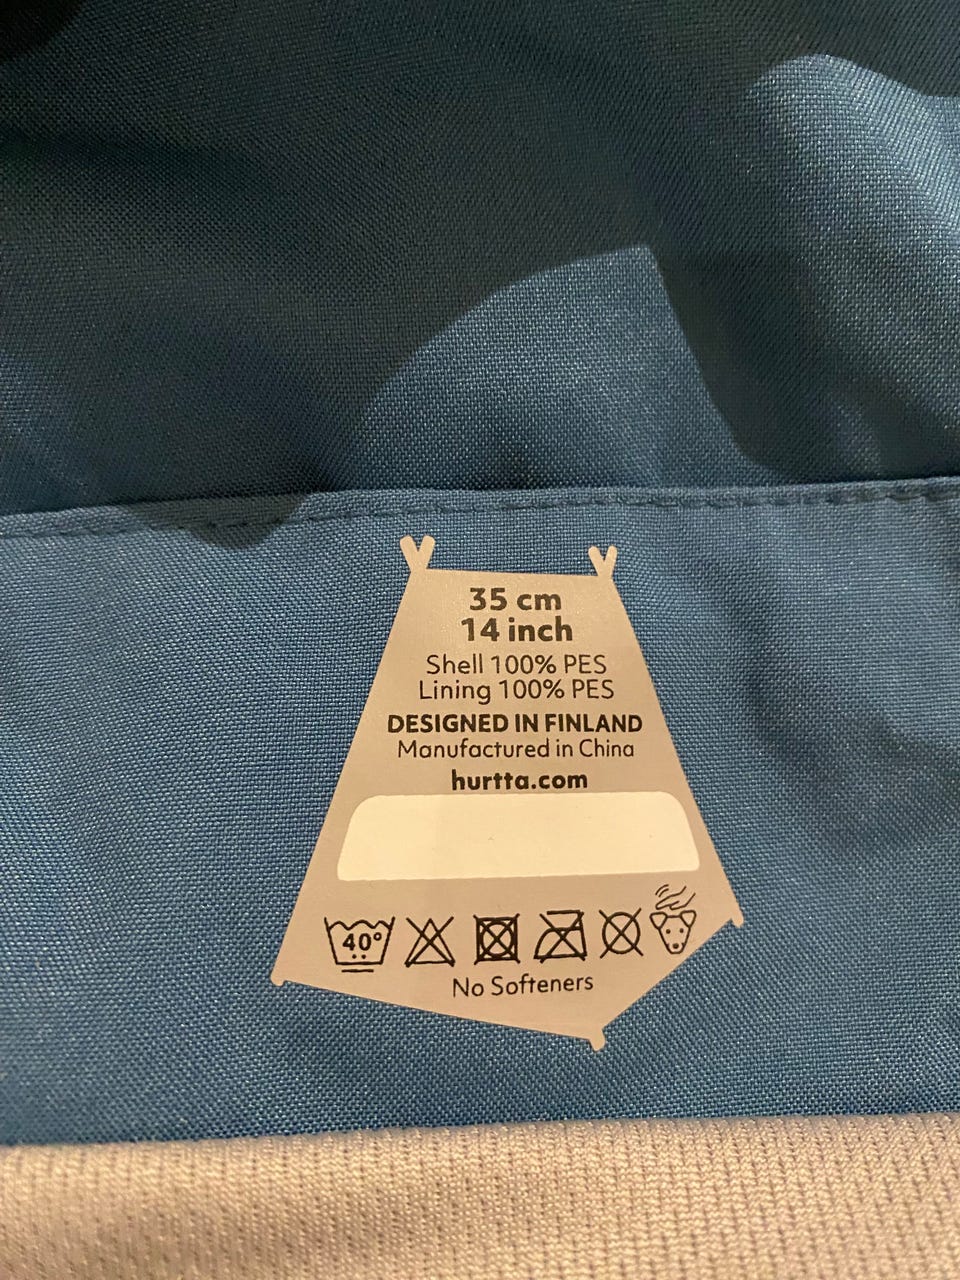 35 cm
14 inch
Shell 100% PES
Lining 100% PES
DESIGNED IN FINLAND
Manufactured in China
hurtta.com
40°
No Softeners